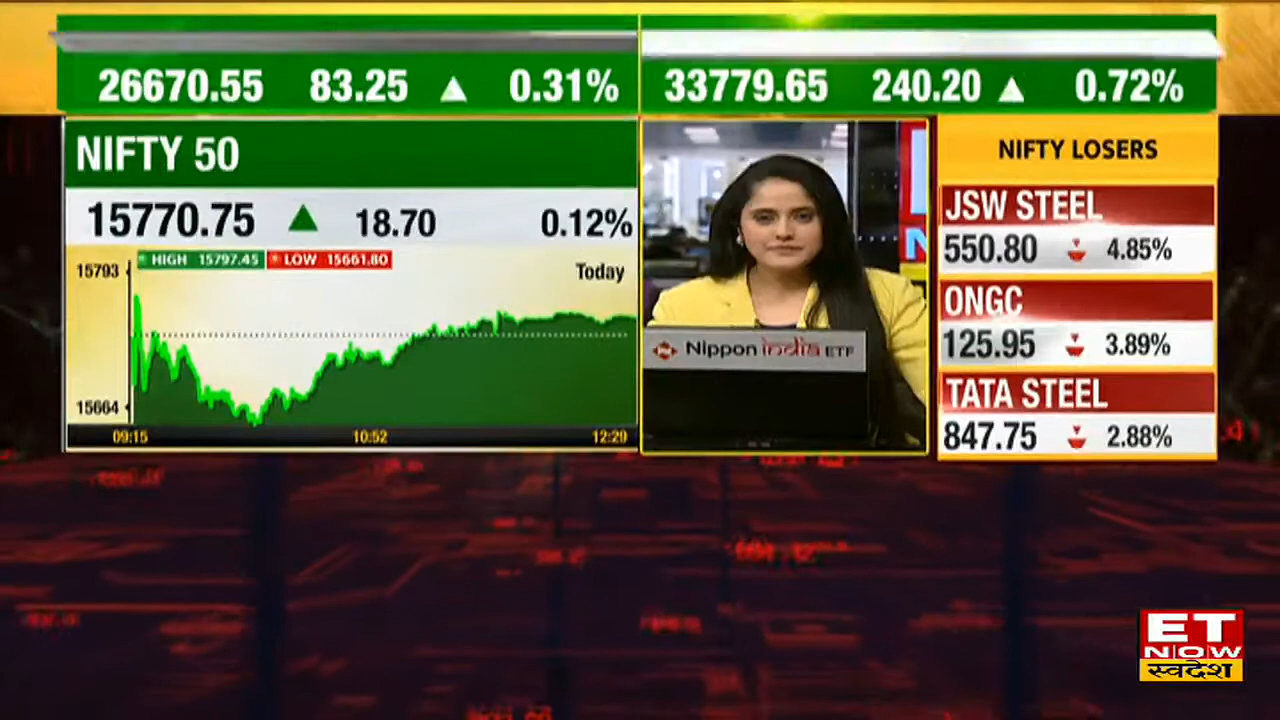 26670.55 83.25 0.31%
33779.65 240.20 0.72%
NIFTY 50
15770.75 18.70 0.12%
HIGH 15797.45 LOW 15661.80
Today
15793
15664
09:15 10:52 12:20
Nippon india ETF
NIFTY LOSERS
JSW STEEL
550.80 4.85%
ONGC
125.95 3.89%
TATA STEEL
847.75 2.88%
ET
NOW
स्वदेश